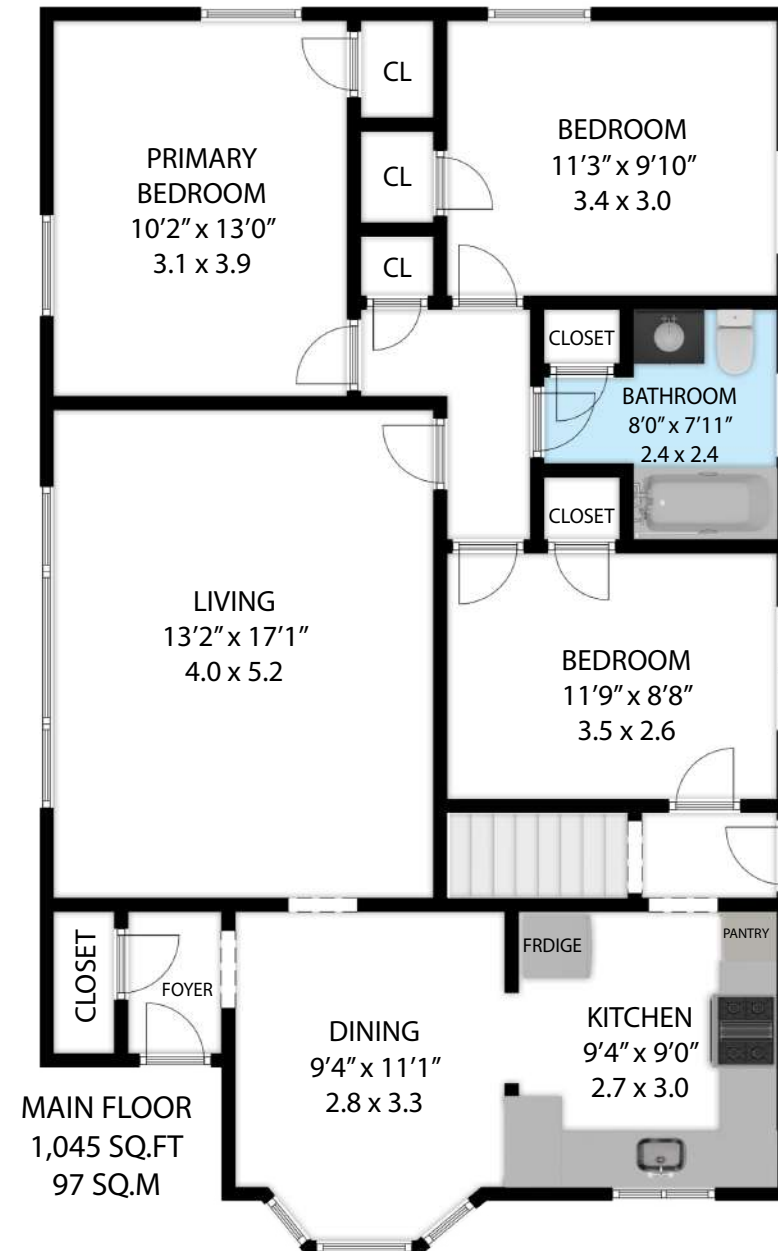 CL
PRIMARY
BEDROOM
10’2” x 13’0”
3.1 x 3.9
BEDROOM
11’3” x 9’10”
3.4 x 3.0
CL
CL
CLOSET
BATHROOM
8’0” x 7’11”
2.4 x 2.4
CLOSET
LIVING
13’2” x 17’1”
4.0 x 5.2
BEDROOM
11’9” x 8’8”
3.5 x 2.6
CLOSET
FOYER
DINING
9’4” x 11’1”
2.8 x 3.3
FRDIGE
PANTRY
KITCHEN
9’4” x 9’0”
2.7 x 3.0
MAIN FLOOR
1,045 SQ.FT
97 SQ.M